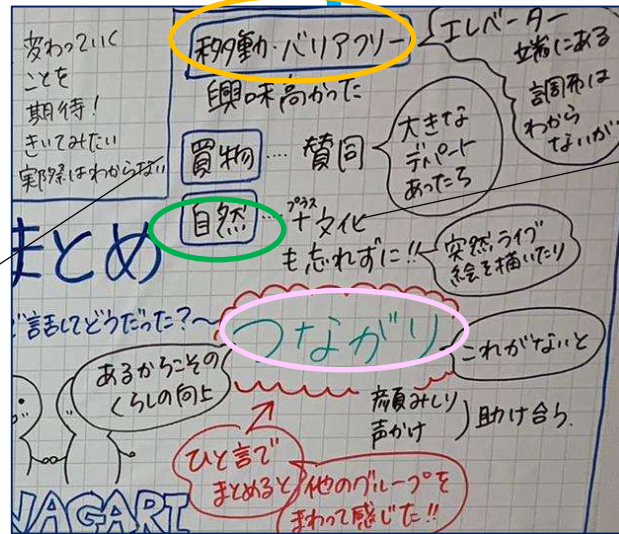 変わっていく
ことを
期待!
きいてみたい
実際はわからない
移動・バリアフリー
興味高かった
エレベーター
端にある
調布は
わから
ないが
買物 … 賛同
大きな
デパート
あったら
自然 … 十文化
プラス
も忘れずに!!
突然ライブ
絵を描いたり
まとめ
話してどうだった?〜
つながり
これがないと
あるからこその
くらしの向上
顔みしり
声かけ
助け合う
ひと言で
まとめると
他のグループを
まわって感じた!!
NAGARI